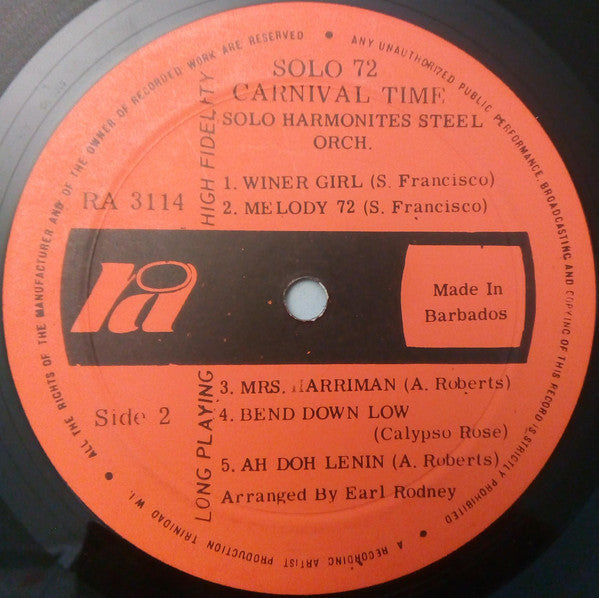 SOLO 72
CARNIVAL TIME
SOLO HARMONITES STEEL
ORCH.
RA 3114
HIGH FIDELITY
1. WINER GIRL (S. Francisco)
2. MELODY 72 (S. Francisco)
ra
Made In
Barbados
Side 2
LONG PLAYING
3. MRS. HARRIMAN (A. Roberts)
4. BEND DOWN LOW
(Calypso Rose)
5. AH DOH LENIN (A. Roberts)
Arranged By Earl Rodney
• ALL THE RIGHTS OF THE MANUFACTURER AND OF THE OWNER OF RECORDED WORK ARE RESERVED • ANY UNAUTHORIZED PUBLIC PERFORMANCE, BROADCASTING AND COPYING OF THIS RECORD IS STRICTLY PROHIBITED
• A RECORDING ARTIST PRODUCTION TRINIDAD W.I.